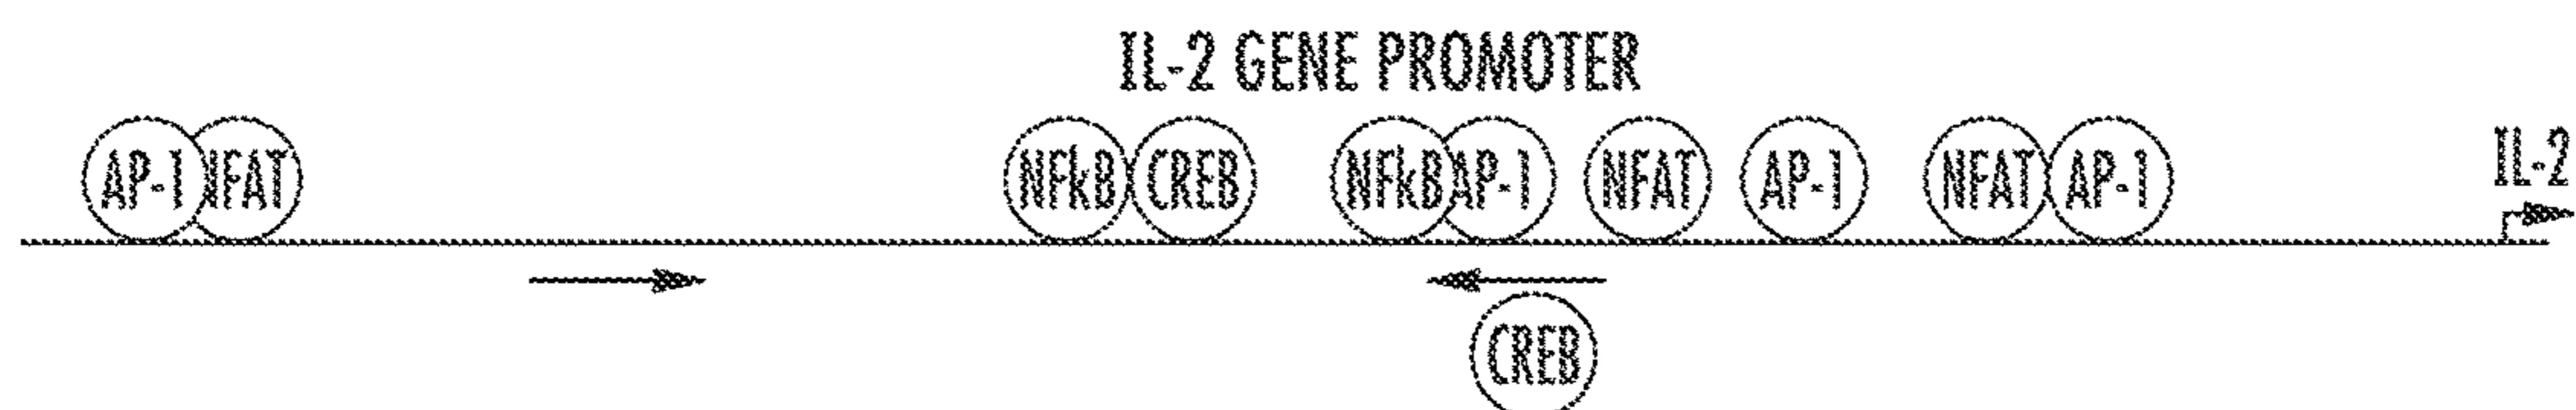 IL-2 GENE PROMOTER
AP-1 NFAT NFkB CREB NFkB AP-1 NFAT AP-1 NFAT AP-1 IL-2
CREB